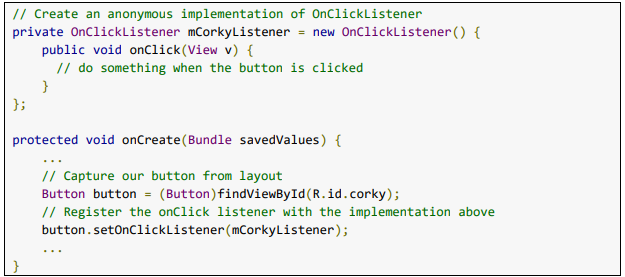 // Create an anonymous implementation of OnClickListener
private OnClickListener mCorkyListener = new OnClickListener() {
    public void onClick(View v) {
      // do something when the button is clicked
    }
};

protected void onCreate(Bundle savedValues) {
    ...
    // Capture our button from layout
    Button button = (Button)findViewById(R.id.corky);
    // Register the onClick listener with the implementation above
    button.setOnClickListener(mCorkyListener);
    ...
}